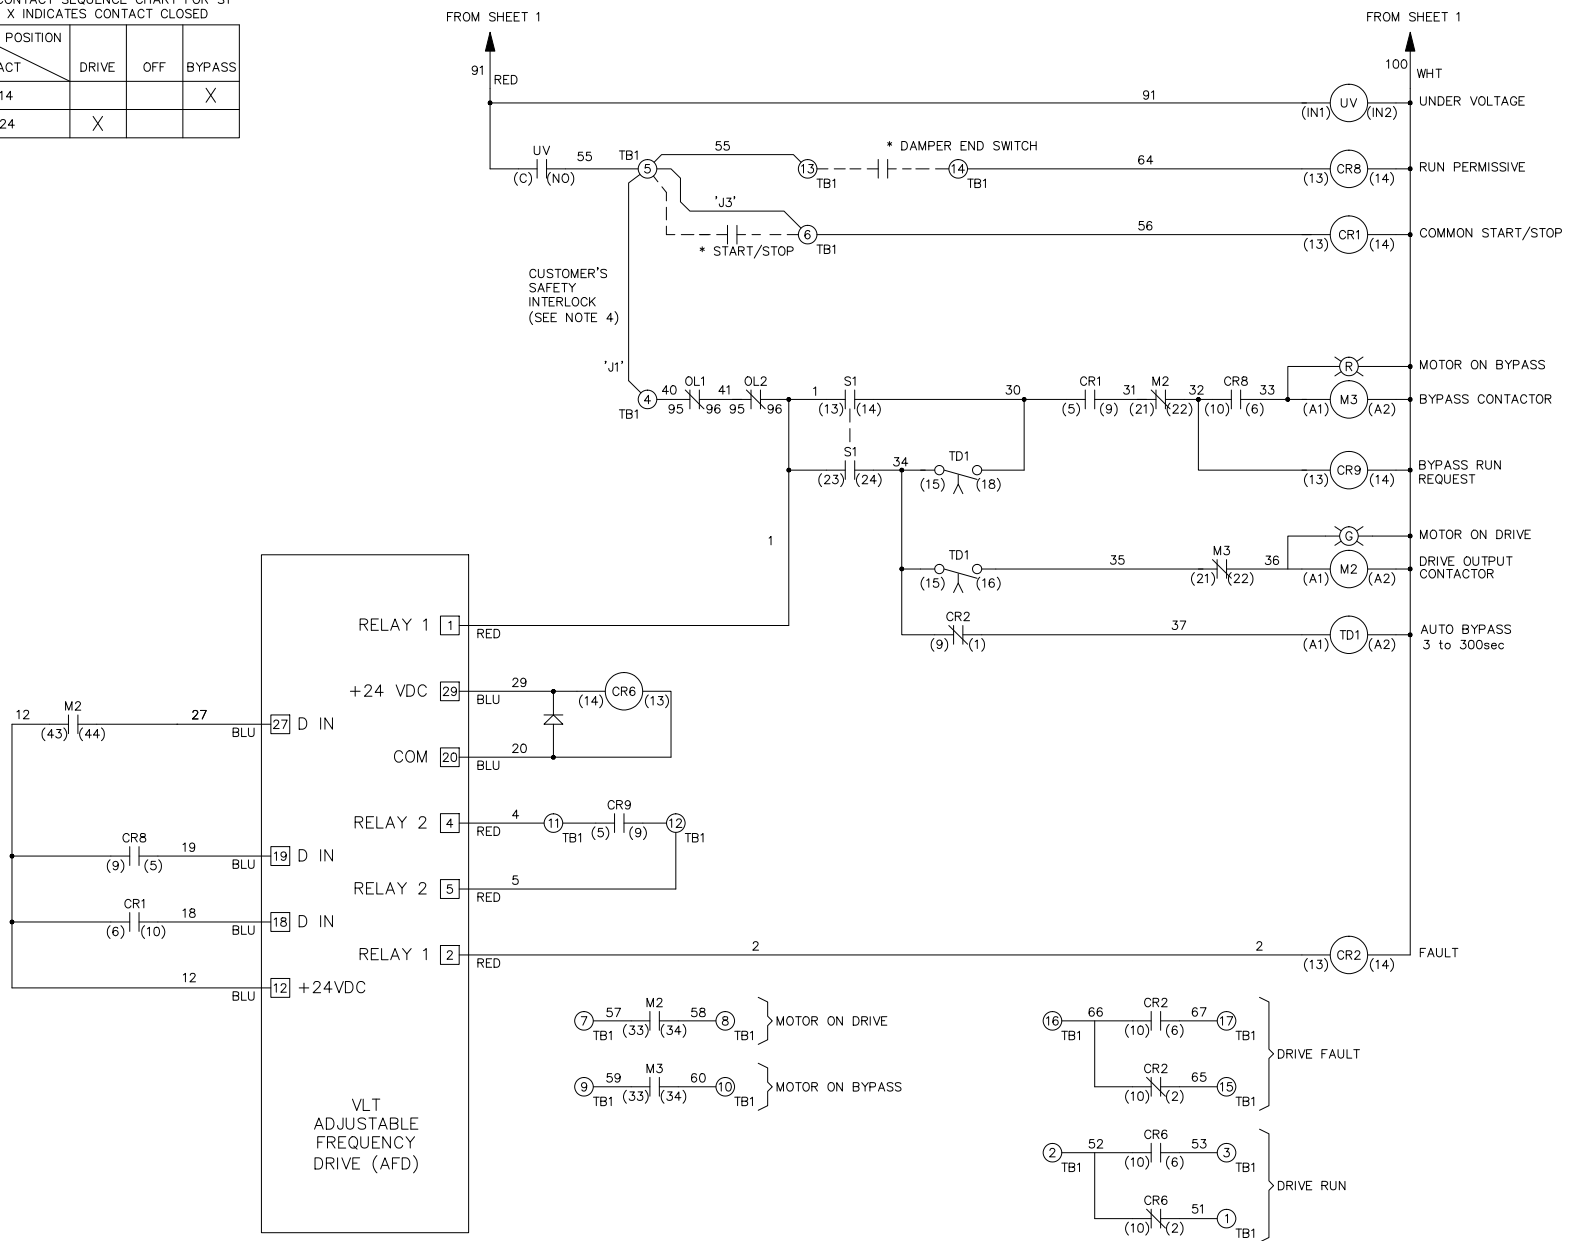 X INDICATES CONTACT CLOSED
POSITION
DRIVE OFF BYPASS
14 X
24 X
FROM SHEET 1
FROM SHEET 1
91 RED
100 WHT
91 (IN1) UV (IN2) UNDER VOLTAGE
UV 55 TB1 5 55 13 TB1 * DAMPER END SWITCH 14 TB1 64 CR8 RUN PERMISSIVE
(C) (NO) (13) (14)
'J3'
* START/STOP 6 TB1 56 CR1 COMMON START/STOP
(13) (14)
CUSTOMER'S
SAFETY
INTERLOCK
(SEE NOTE 4)
'J1'
R MOTOR ON BYPASS
4 TB1 40 OL1 41 OL2 1 S1 30 CR1 31 M2 32 CR8 33 M3 BYPASS CONTACTOR
95 96 95 96 (13) (14) (5) (9) (21) (22) (10) (6) (A1) (A2)
S1 34 TD1 CR9 BYPASS RUN
REQUEST
(23) (24) (15) (18) (13) (14)
1
G MOTOR ON DRIVE
TD1 35 M3 36 M2 DRIVE OUTPUT
CONTACTOR
(15) (16) (21) (22) (A1) (A2)
CR2 37 TD1 AUTO BYPASS
3 to 300sec
(9) (1) (A1) (A2)
RELAY 1 1 RED
+24 VDC 29 BLU 29 (14) CR6 (13)
12 M2 27 BLU 27 D IN
(43) (44)
COM 20 BLU 20
RELAY 2 4 RED 4 11 TB1 CR9 12 TB1
(5) (9)
CR8 19 BLU 19 D IN
(9) (5)
RELAY 2 5 RED 5
CR1 18 BLU 18 D IN
(6) (10)
RELAY 1 2 RED 2 2 CR2 FAULT
(13) (14)
12 BLU 12 +24VDC
7 TB1 57 M2 58 8 TB1 MOTOR ON DRIVE
(33) (34)
9 TB1 59 M3 60 10 TB1 MOTOR ON BYPASS
(33) (34)
16 TB1 66 CR2 67 17 TB1
(10) (6)
DRIVE FAULT
CR2 65 15 TB1
(10) (2)
2 TB1 52 CR6 53 3 TB1
(10) (6)
DRIVE RUN
CR6 51 1 TB1
(10) (2)
VLT
ADJUSTABLE
FREQUENCY
DRIVE (AFD)